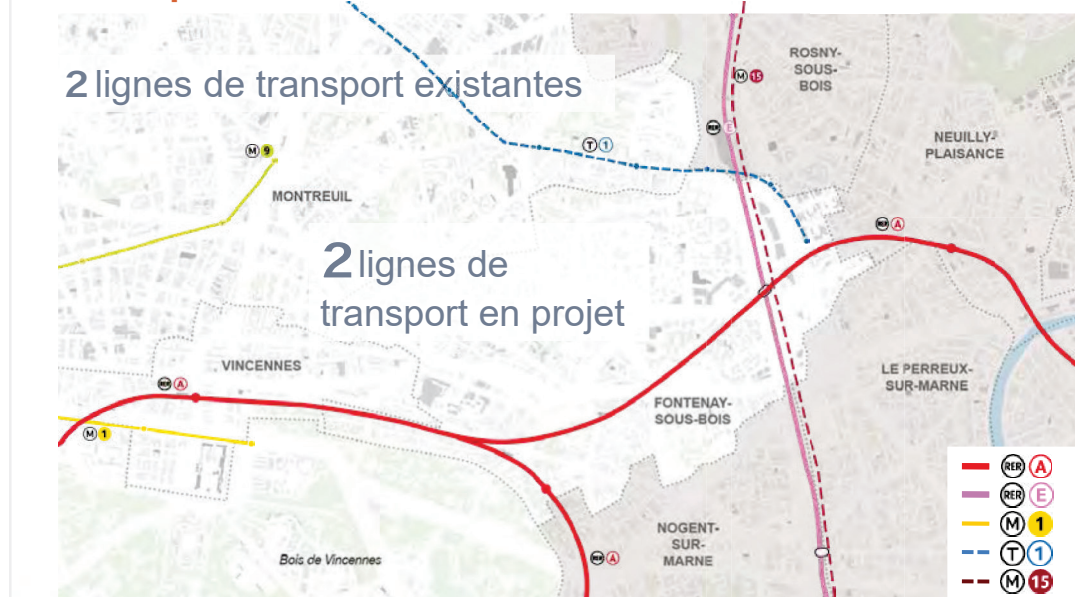 2 lignes de transport existantes
ROSNY-
SOUS-
BOIS
M 15
RER E
NEUILLY-
PLAISANCE
T 1
M 9
MONTREUIL
RER A
2 lignes de
transport en projet
VINCENNES
RER A
LE PERREUX-
SUR-MARNE
FONTENAY-
SOUS-BOIS
M 1
RER A
RER E
M 1
T 1
M 15
NOGENT-
SUR-
MARNE
RER A
Bois de Vincennes